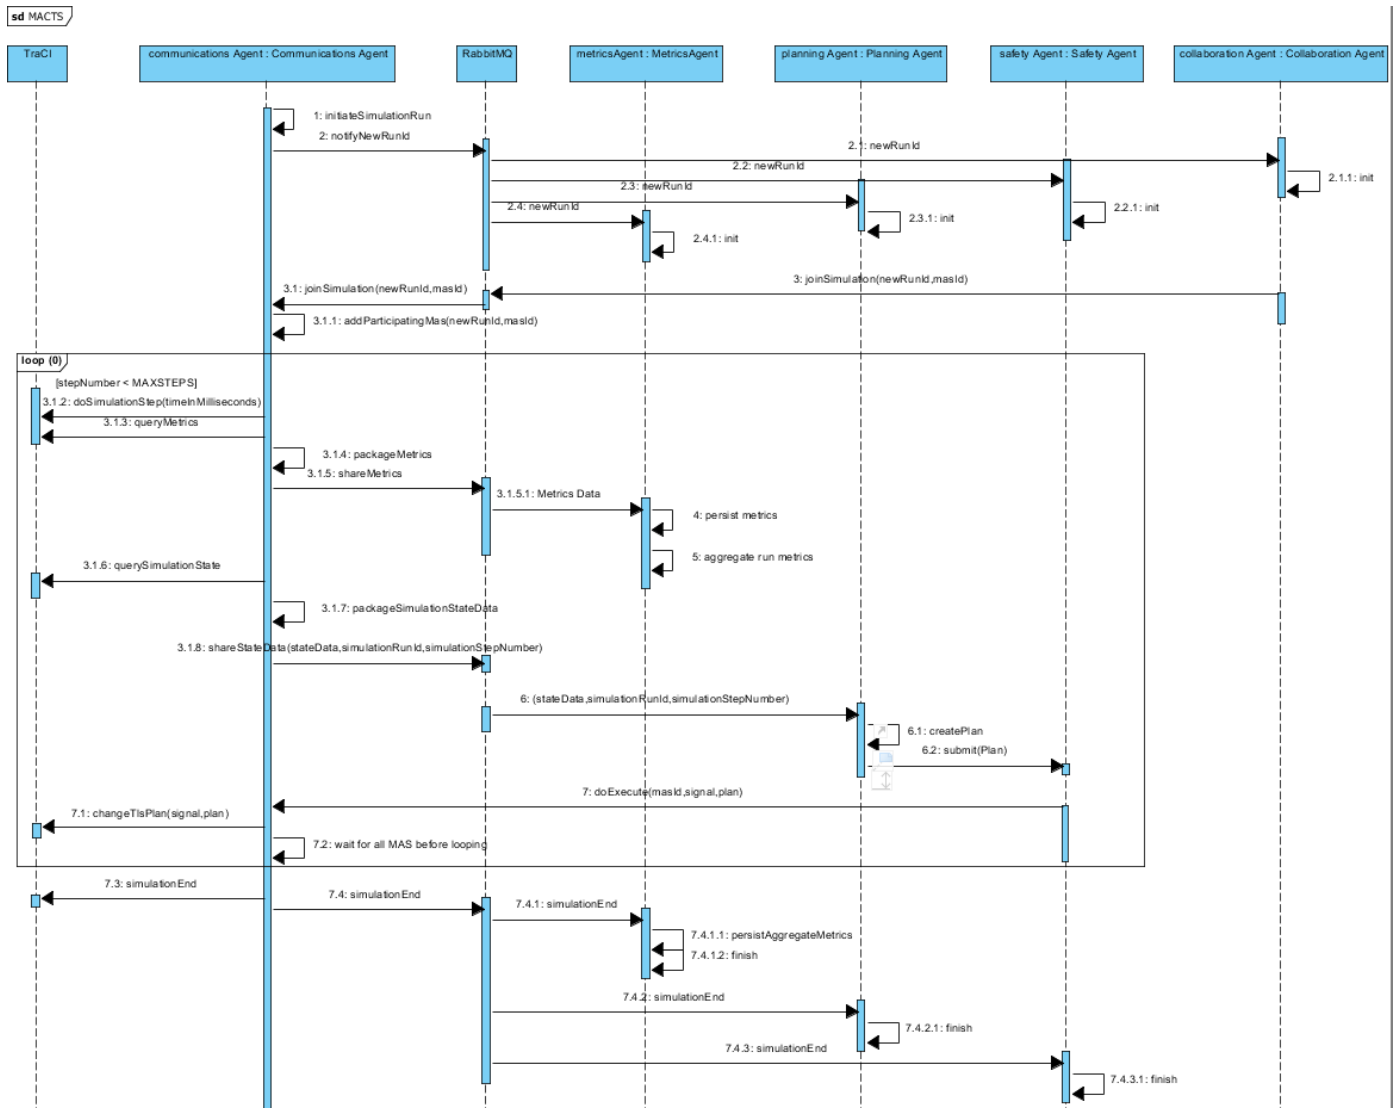 sd MACTS
TraCI
communications Agent : Communications Agent
RabbitMQ
metricsAgent : MetricsAgent
planning Agent : Planning Agent
safety Agent : Safety Agent
collaboration Agent : Collaboration Agent
1: initiateSimulationRun
2: notifyNewRunId
2.1: newRunId
2.2: newRunId
2.1.1: init
2.3: newRunId
2.4: newRunId
2.2.1: init
2.3.1: init
2.4.1: init
3: joinSimulation(newRunId,masId)
3.1: joinSimulation(newRunId,masId)
3.1.1: addParticipatingMas(newRunId,masId)
loop (0)
[stepNumber < MAXSTEPS]
3.1.2: doSimulationStep(timeInMilliseconds)
3.1.3: queryMetrics
3.1.4: packageMetrics
3.1.5: shareMetrics
3.1.5.1: Metrics Data
4: persist metrics
5: aggregate run metrics
3.1.6: querySimulationState
3.1.7: packageSimulationStateData
3.1.8: shareStateData(stateData,simulationRunId,simulationStepNumber)
6: (stateData,simulationRunId,simulationStepNumber)
6.1: createPlan
6.2: submit(Plan)
7: doExecute(masId,signal,plan)
7.1: changeTlsPlan(signal,plan)
7.2: wait for all MAS before looping
7.3: simulationEnd
7.4: simulationEnd
7.4.1: simulationEnd
7.4.1.1: persistAggregateMetrics
7.4.1.2: finish
7.4.2: simulationEnd
7.4.2.1: finish
7.4.3: simulationEnd
7.4.3.1: finish